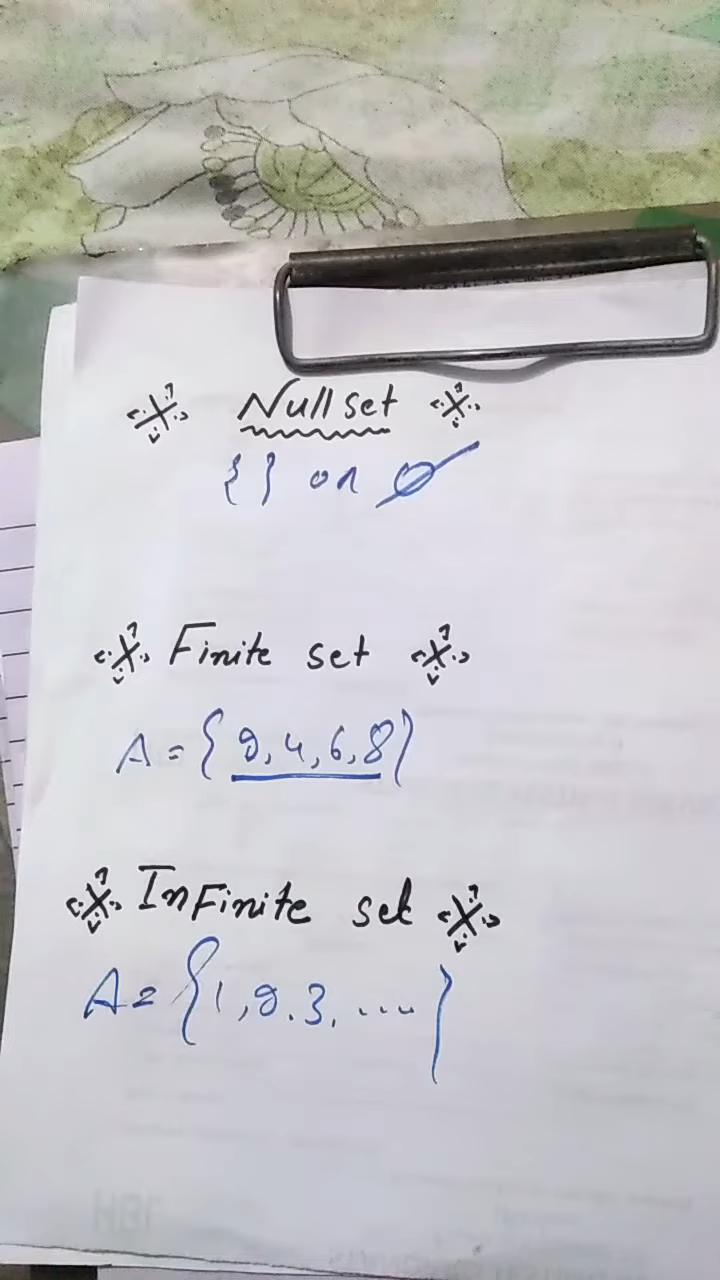 Null set
{ } or ∅
Finite set
A = { 2, 4, 6, 8 }
Infinite set
A = { 1, 2, 3, .... }